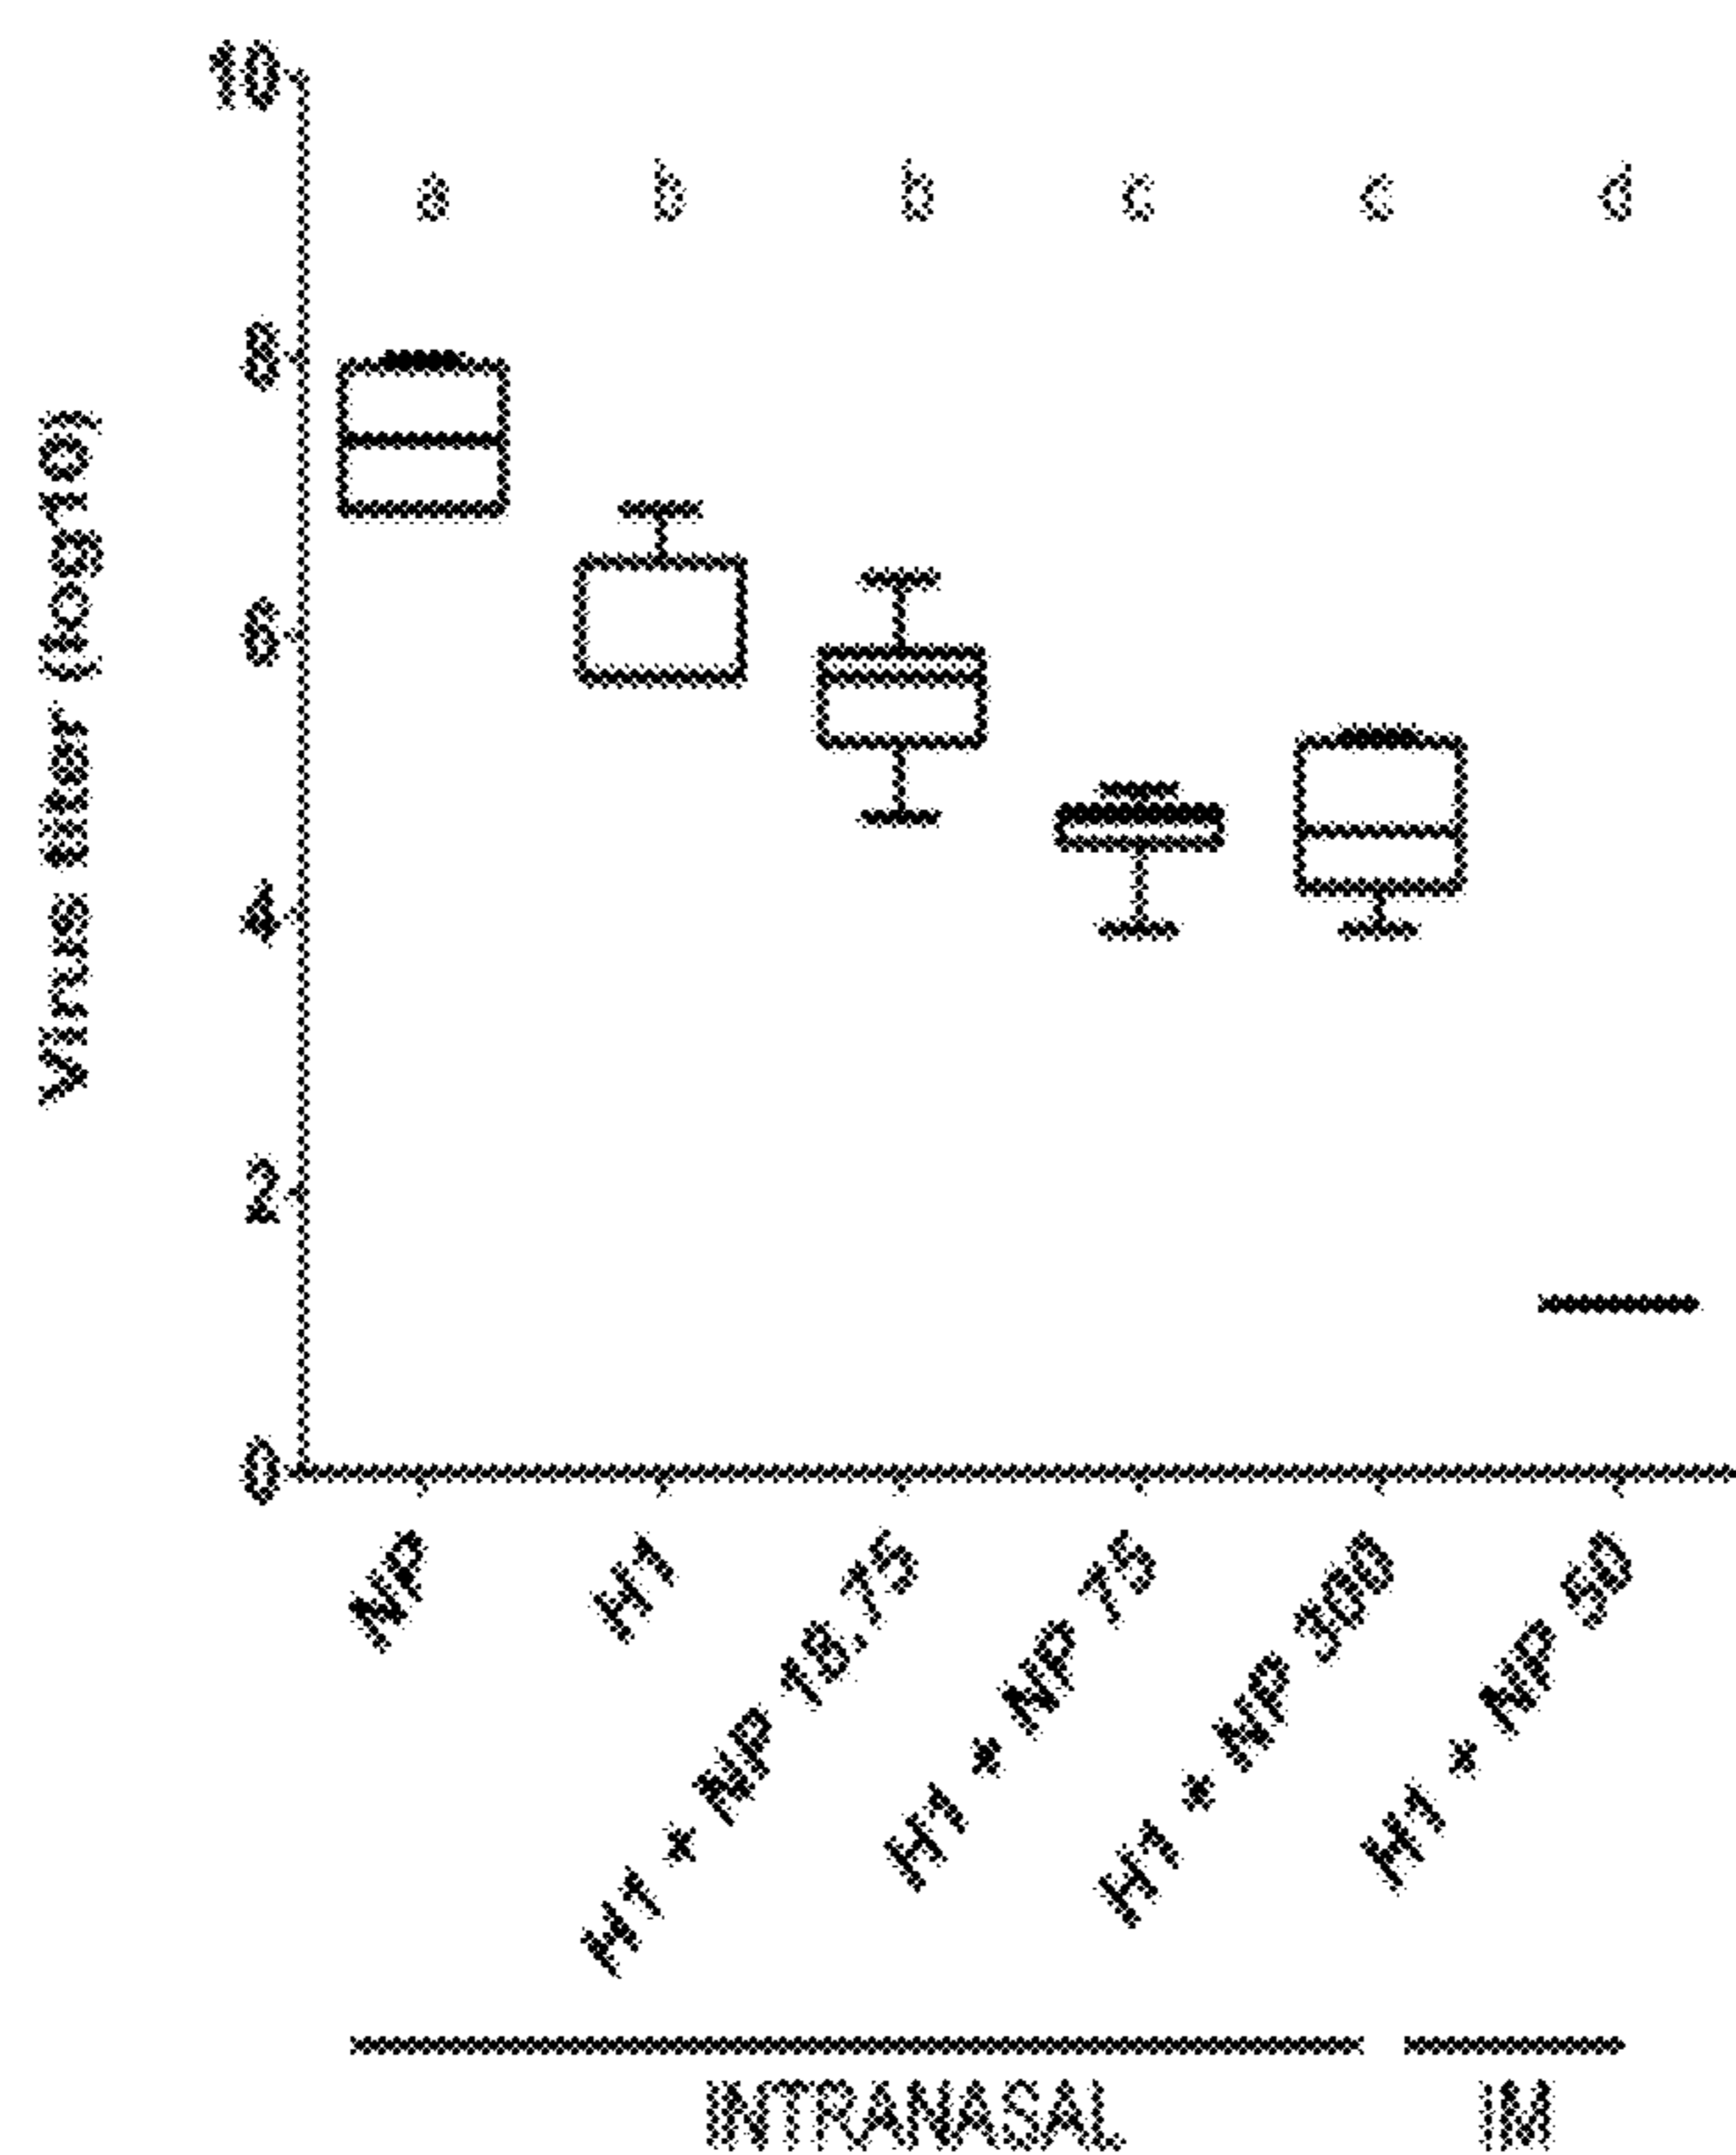 Virus titer (Log10)
10
8
6
4
2
0
a b b c c d
NP
H1
H1 + NP 18,75
H1 + NP 75
H1 + NP 300
H1 + NP 90
INTRANASAL IM